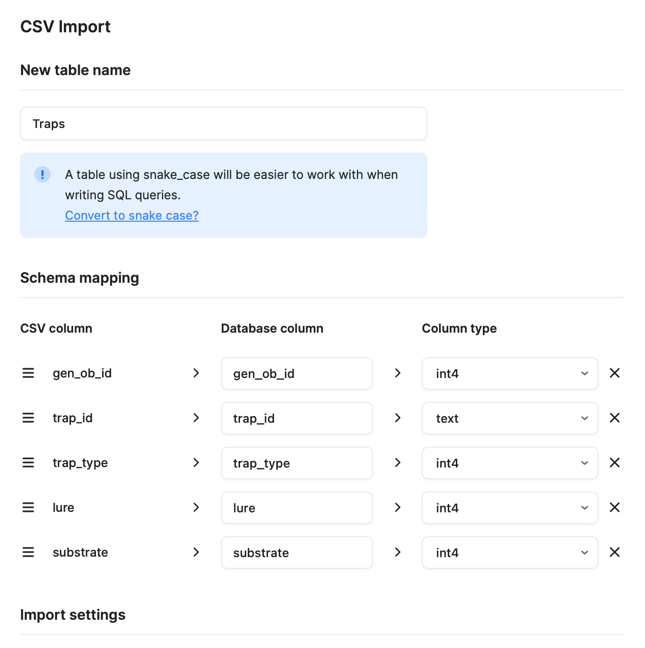 CSV Import
New table name
Traps
!
A table using snake_case will be easier to work with when
writing SQL queries.
Convert to snake case?
Schema mapping
CSV column Database column Column type
gen_ob_id gen_ob_id int4
trap_id trap_id text
trap_type trap_type int4
lure lure int4
substrate substrate int4
Import settings